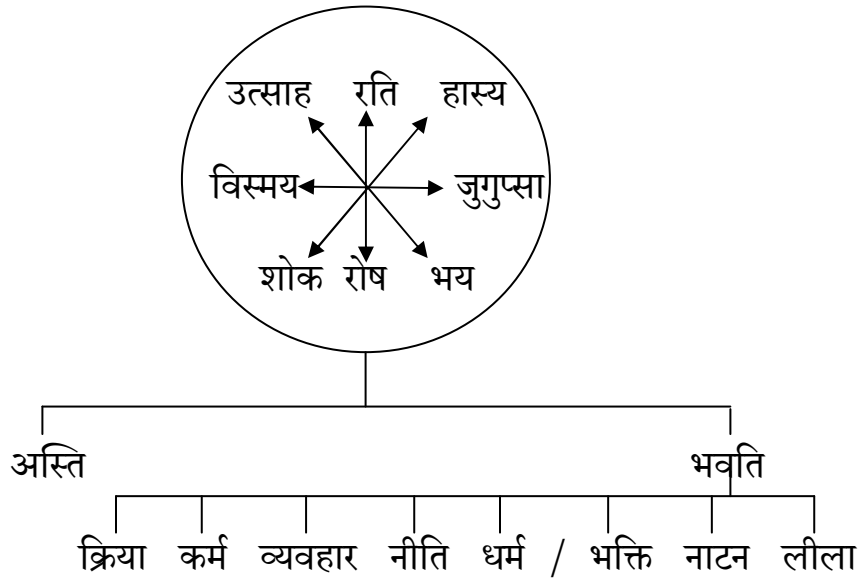 उत्साह रति हास्य
विस्मय जुगुप्सा
शोक रोष भय
अस्ति भवति
क्रिया कर्म व्यवहार नीति धर्म / भक्ति नाटन लीला